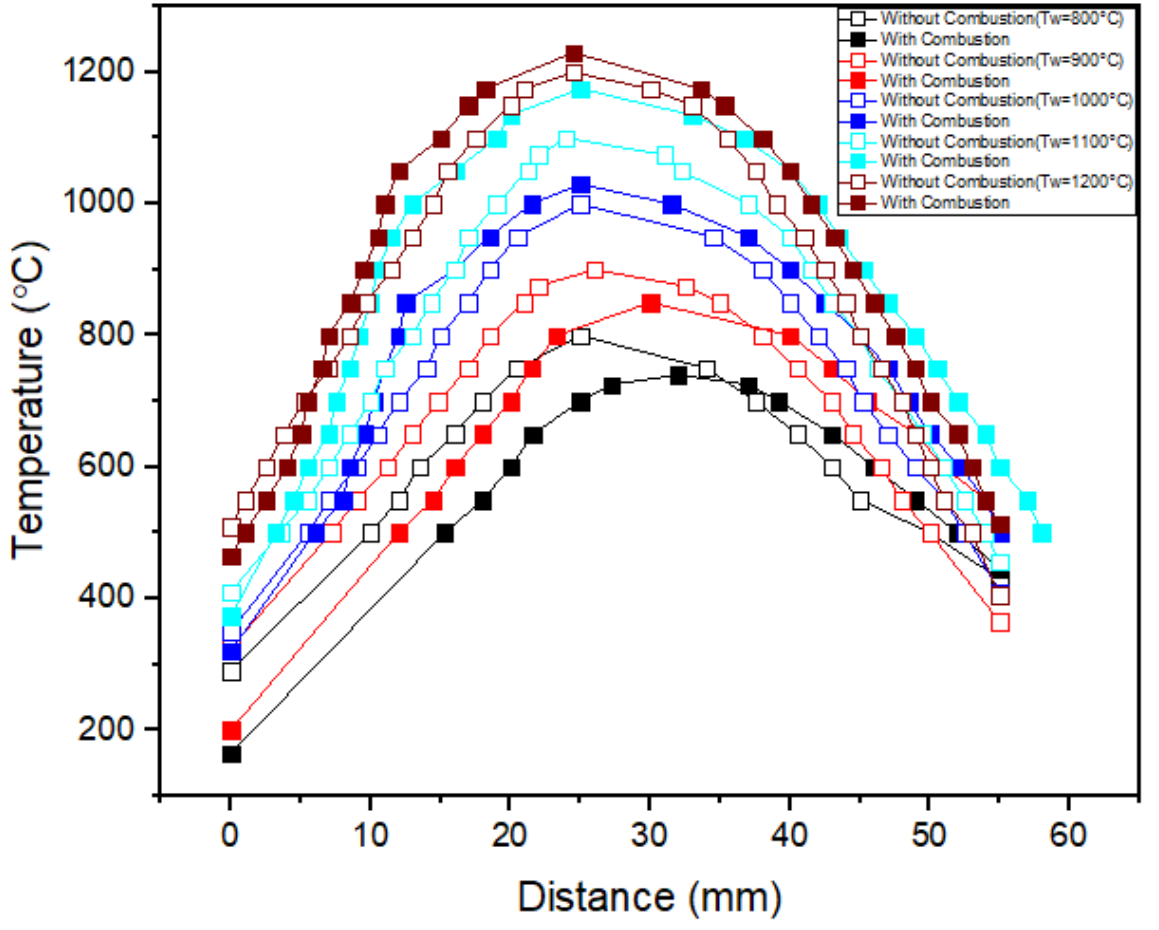 Without Combustion(Tw=800°C)
With Combustion
Without Combustion(Tw=900°C)
With Combustion
Without Combustion(Tw=1000°C)
With Combustion
Without Combustion(Tw=1100°C)
With Combustion
Without Combustion(Tw=1200°C)
With Combustion
Temperature (°C)
1200
1000
800
600
400
200
0 10 20 30 40 50 60
Distance (mm)